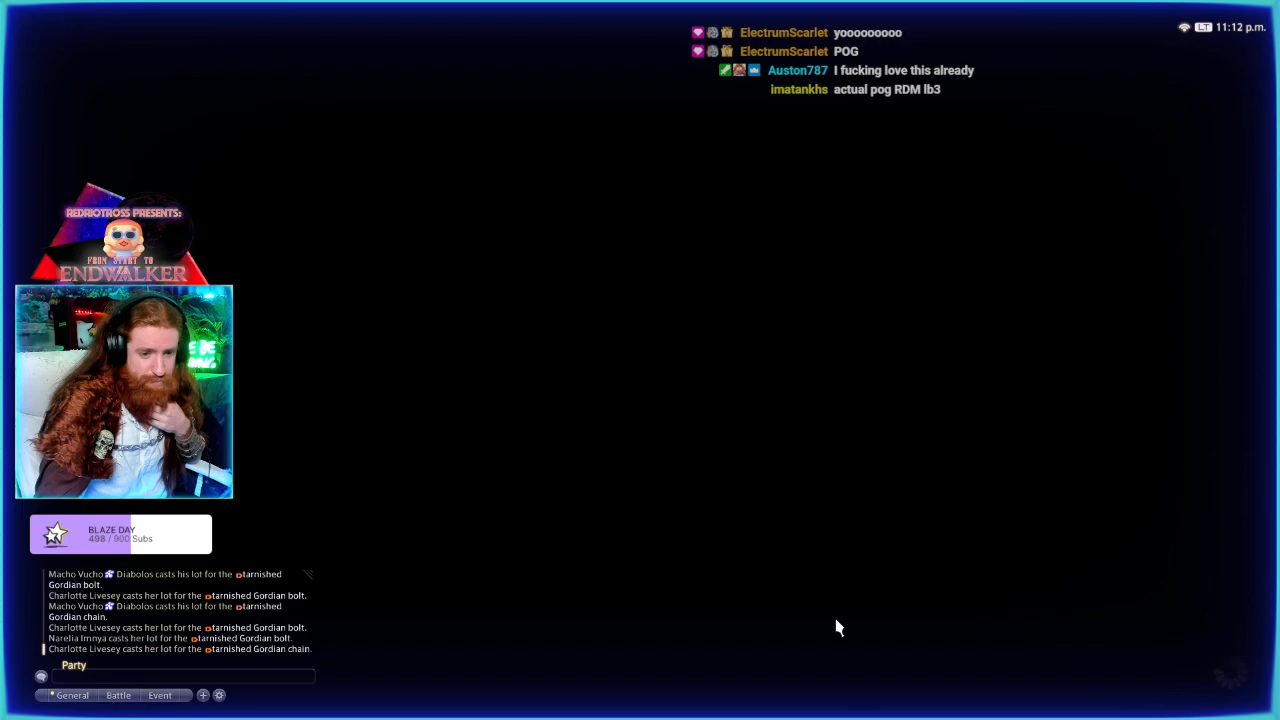 ElectrumScarlet yooooooooo
ElectrumScarlet POG
Auston787 I fucking love this already
imatankhs actual pog RDM lb3
LT 11:12 p.m.
REDRIOTROSS PRESENTS:
FROM START TO
ENDWALKER
BLAZE DAY
498 / 900 Subs
Macho Vucho Diabolos casts his lot for the tarnished
Gordian bolt.
Charlotte Livesey casts her lot for the tarnished Gordian bolt.
Macho Vucho Diabolos casts his lot for the tarnished
Gordian chain.
Charlotte Livesey casts her lot for the tarnished Gordian bolt.
Narelia Imnya casts her lot for the tarnished Gordian bolt.
Charlotte Livesey casts her lot for the tarnished Gordian chain.
Party
General Battle Event